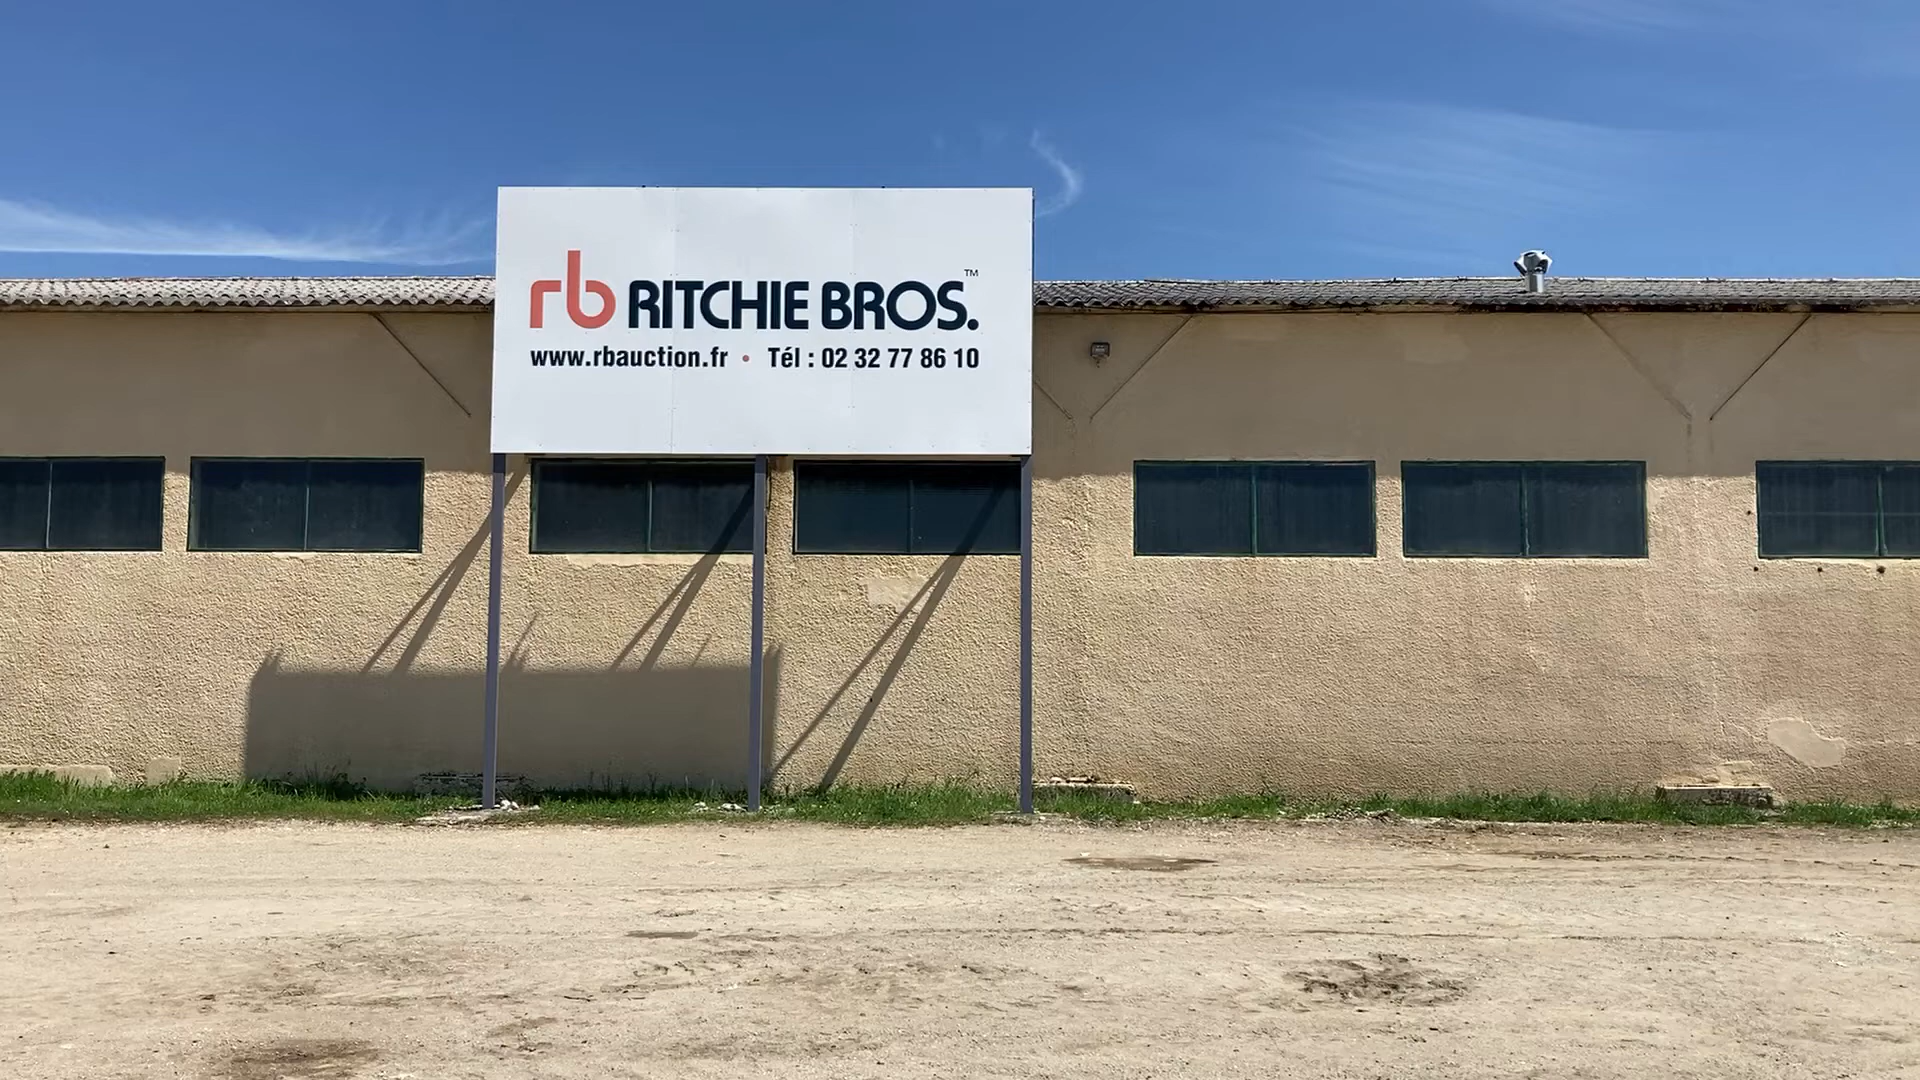 rb RITCHIE BROS.™
www.rbauction.fr • Tél : 02 32 77 86 10